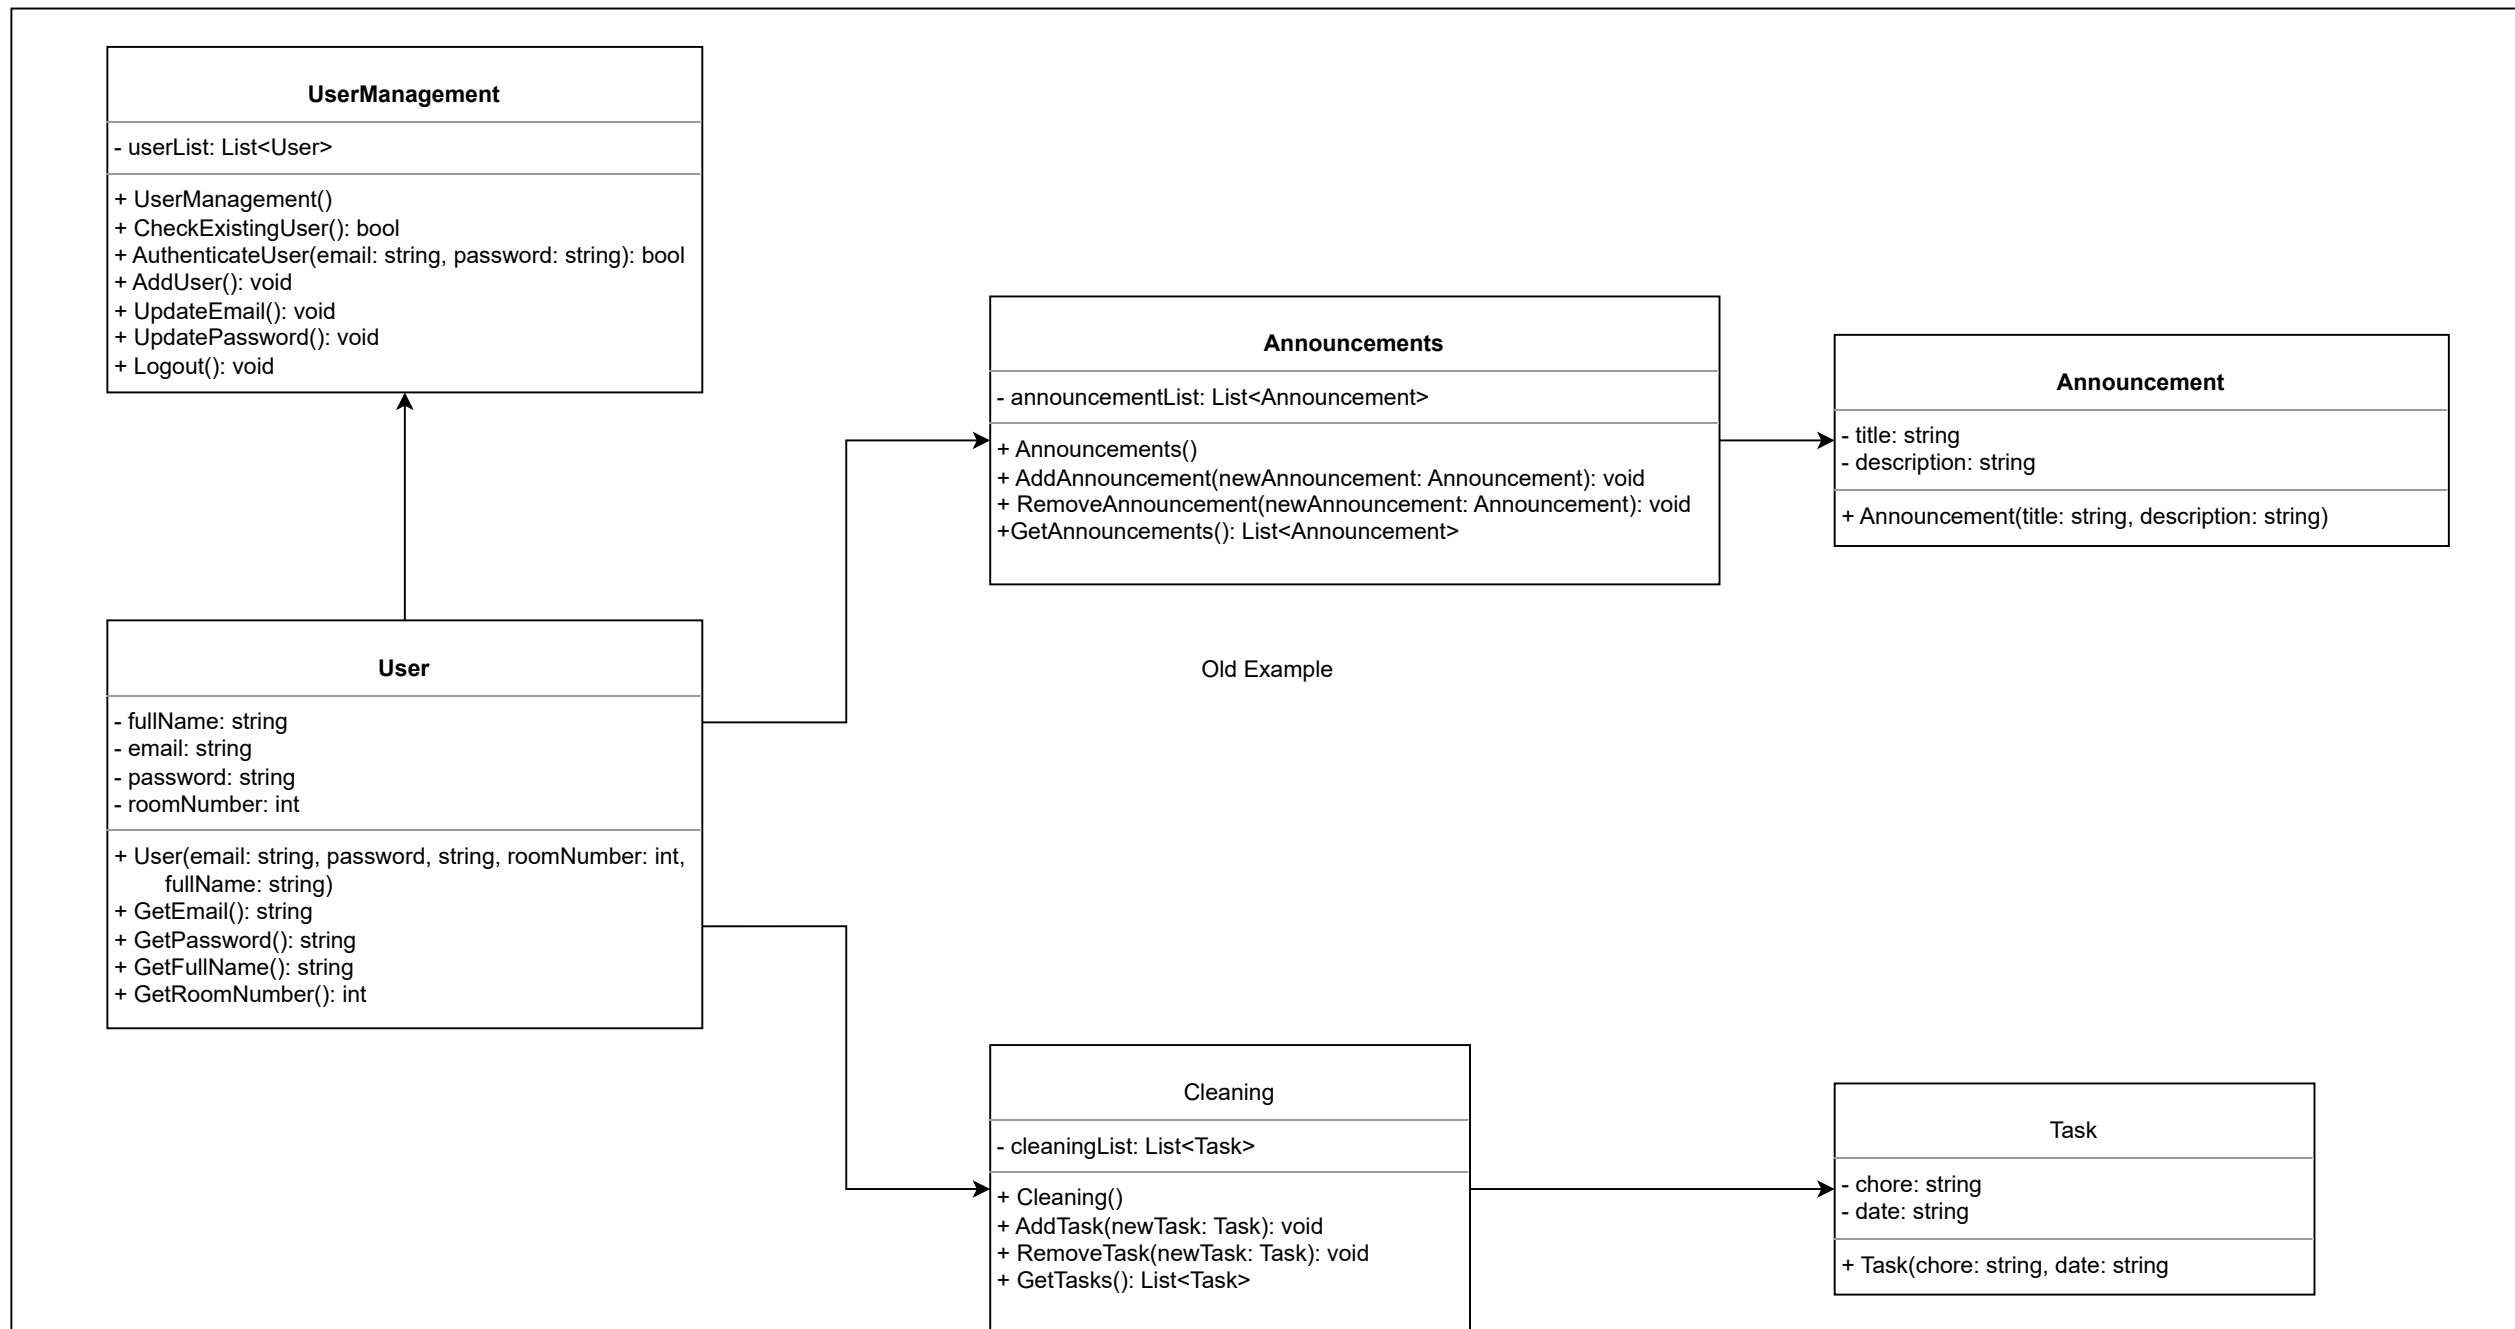 UserManagement
- userList: List<User>
+ UserManagement()
+ CheckExistingUser(): bool
+ AuthenticateUser(email: string, password: string): bool
+ AddUser(): void
+ UpdateEmail(): void
+ UpdatePassword(): void
+ Logout(): void
Announcements
- announcementList: List<Announcement>
+ Announcements()
+ AddAnnouncement(newAnnouncement: Announcement): void
+ RemoveAnnouncement(newAnnouncement: Announcement): void
+GetAnnouncements(): List<Announcement>
Announcement
- title: string
- description: string
+ Announcement(title: string, description: string)
Old Example
User
- fullName: string
- email: string
- password: string
- roomNumber: int
+ User(email: string, password, string, roomNumber: int,
fullName: string)
+ GetEmail(): string
+ GetPassword(): string
+ GetFullName(): string
+ GetRoomNumber(): int
Cleaning
- cleaningList: List<Task>
+ Cleaning()
+ AddTask(newTask: Task): void
+ RemoveTask(newTask: Task): void
+ GetTasks(): List<Task>
Task
- chore: string
- date: string
+ Task(chore: string, date: string